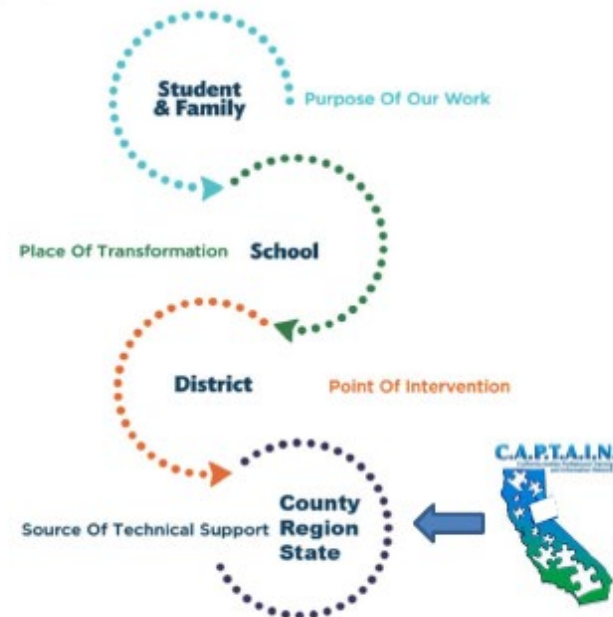 Student
& Family
Purpose Of Our Work
Place Of Transformation
School
District
Point Of Intervention
C.A.P.T.A.I.N.
Source Of Technical Support
County
Region
State